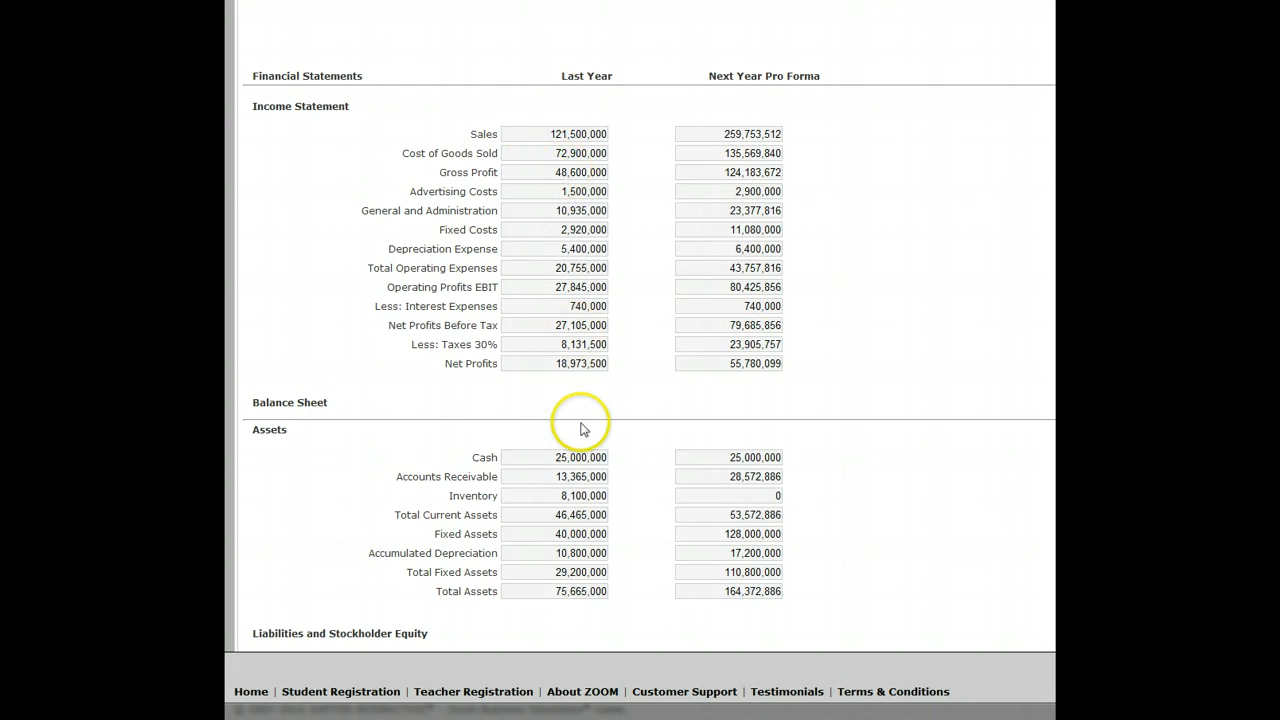 Financial Statements Last Year Next Year Pro Forma
Income Statement
Sales 121,500,000 259,753,512
Cost of Goods Sold 72,900,000 135,569,840
Gross Profit 48,600,000 124,183,672
Advertising Costs 1,500,000 2,900,000
General and Administration 10,935,000 23,377,816
Fixed Costs 2,920,000 11,080,000
Depreciation Expense 5,400,000 6,400,000
Total Operating Expenses 20,755,000 43,757,816
Operating Profits EBIT 27,845,000 80,425,856
Less: Interest Expenses 740,000 740,000
Net Profits Before Tax 27,105,000 79,685,856
Less: Taxes 30% 8,131,500 23,905,757
Net Profits 18,973,500 55,780,099
Balance Sheet
Assets
Cash 25,000,000 25,000,000
Accounts Receivable 13,365,000 28,572,886
Inventory 8,100,000 0
Total Current Assets 46,465,000 53,572,886
Fixed Assets 40,000,000 128,000,000
Accumulated Depreciation 10,800,000 17,200,000
Total Fixed Assets 29,200,000 110,800,000
Total Assets 75,665,000 164,372,886
Liabilities and Stockholder Equity
Home | Student Registration | Teacher Registration | About ZOOM | Customer Support | Testimonials | Terms & Conditions